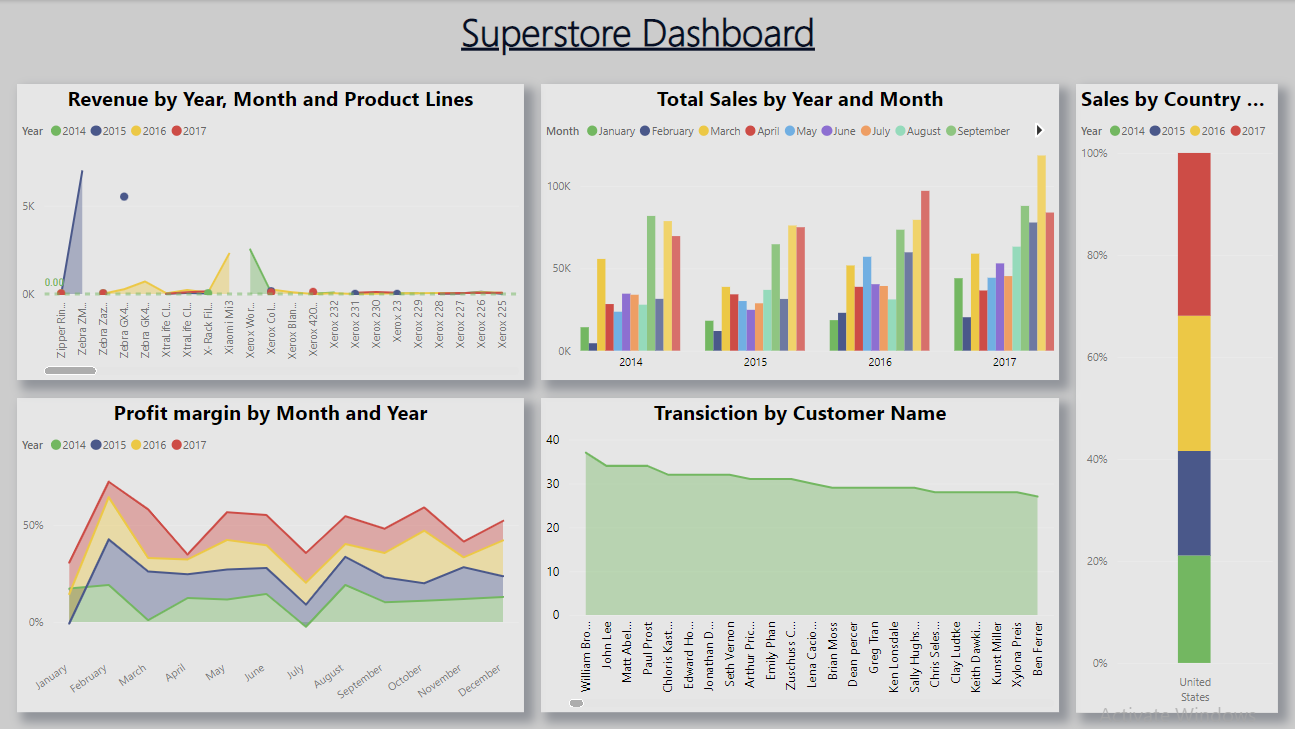 Superstore Dashboard
Revenue by Year, Month and Product Lines
Year 2014 2015 2016 2017
5K
0.00
0K
Zipper Rin...
Zebra ZM...
Zebra Zaz...
Zebra GX4...
Zebra GK4...
XtraLife Cl...
XtraLife Cl...
X-Rack Fil...
Xiaomi Mi3
Xerox Wor...
Xerox Col...
Xerox Blan...
Xerox 420...
Xerox 232
Xerox 231
Xerox 230
Xerox 23
Xerox 229
Xerox 228
Xerox 227
Xerox 226
Xerox 225
Total Sales by Year and Month
Month January February March April May June July August September
100K
50K
0K
2014 2015 2016 2017
Sales by Country ...
Year 2014 2015 2016 2017
100%
80%
60%
40%
20%
0%
United
States
Profit margin by Month and Year
Year 2014 2015 2016 2017
50%
0%
January February March April May June July August September October November December
Transiction by Customer Name
40
30
20
10
0
William Bro...
John Lee
Matt Abel...
Paul Prost
Chloris Kast...
Edward Ho...
Jonathan D...
Seth Vernon
Arthur Pric...
Emily Phan
Zuschuss C...
Lena Cacio...
Brian Moss
Dean percer
Greg Tran
Ken Lonsdale
Sally Hughs...
Chris Seles...
Clay Ludtke
Keith Dawki...
Kunst Miller
Xylona Preis
Ben Ferrer
Activate Windows